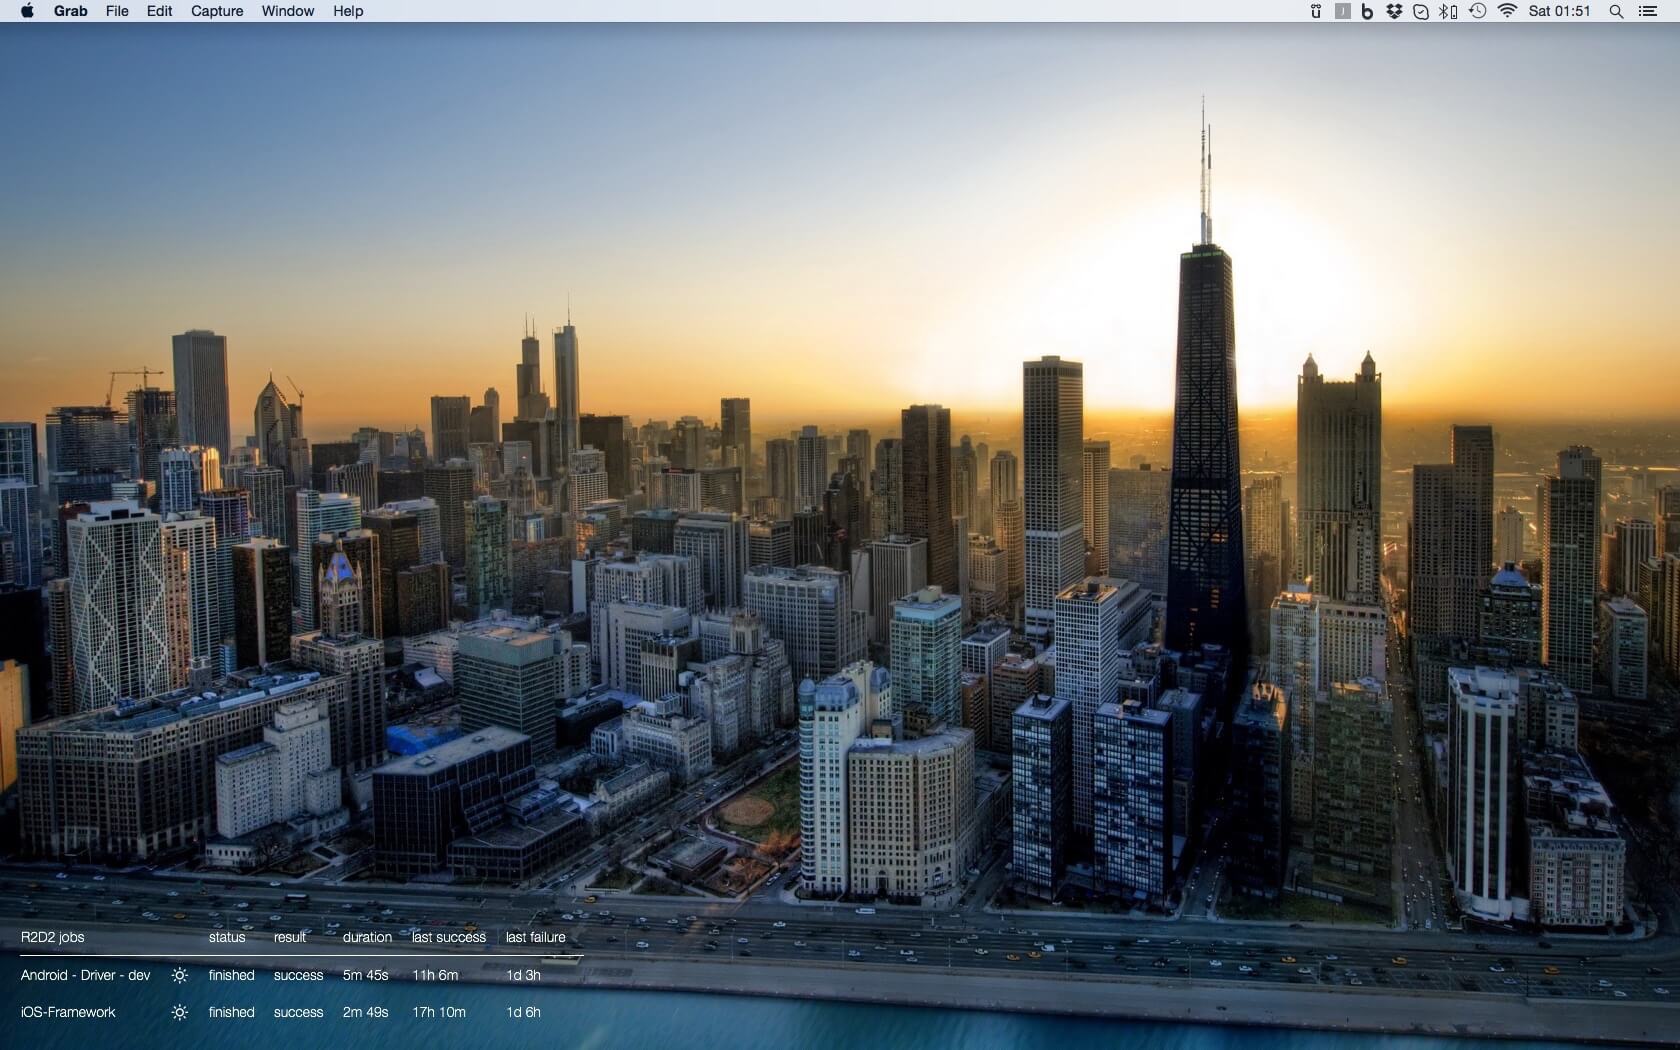 Grab File Edit Capture Window Help Sat 01:51
R2D2 jobs status result duration last success last failure
Android - Driver - dev finished success 5m 45s 11h 6m 1d 3h
iOS-Framework finished success 2m 49s 17h 10m 1d 6h